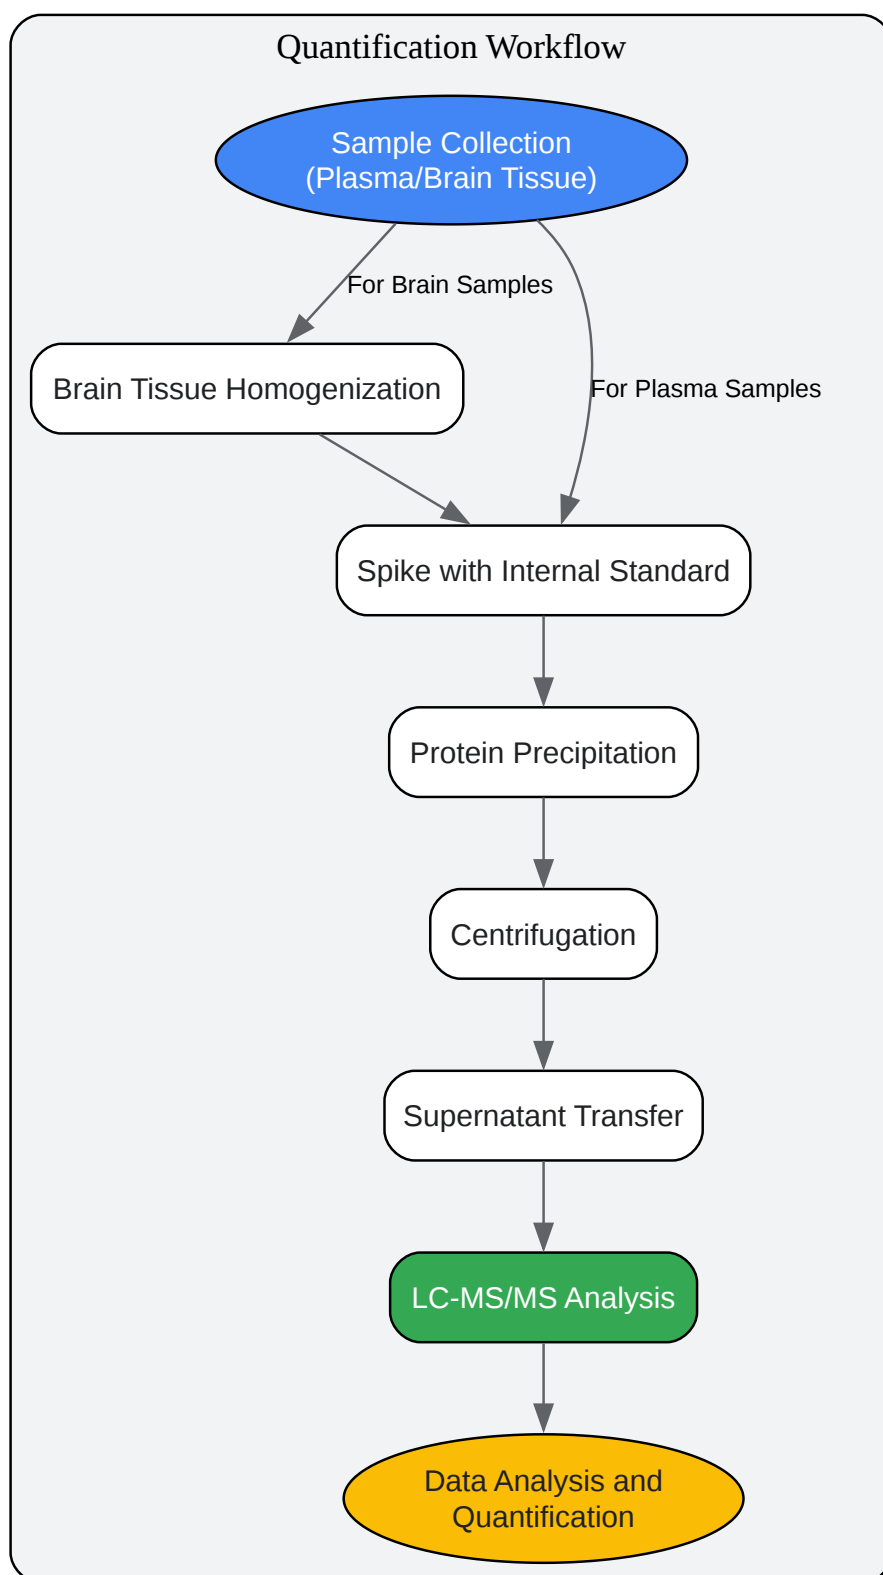 Quantification Workflow
Sample Collection
(Plasma/Brain Tissue)
For Brain Samples
Brain Tissue Homogenization
For Plasma Samples
Spike with Internal Standard
Protein Precipitation
Centrifugation
Supernatant Transfer
LC-MS/MS Analysis
Data Analysis and
Quantification